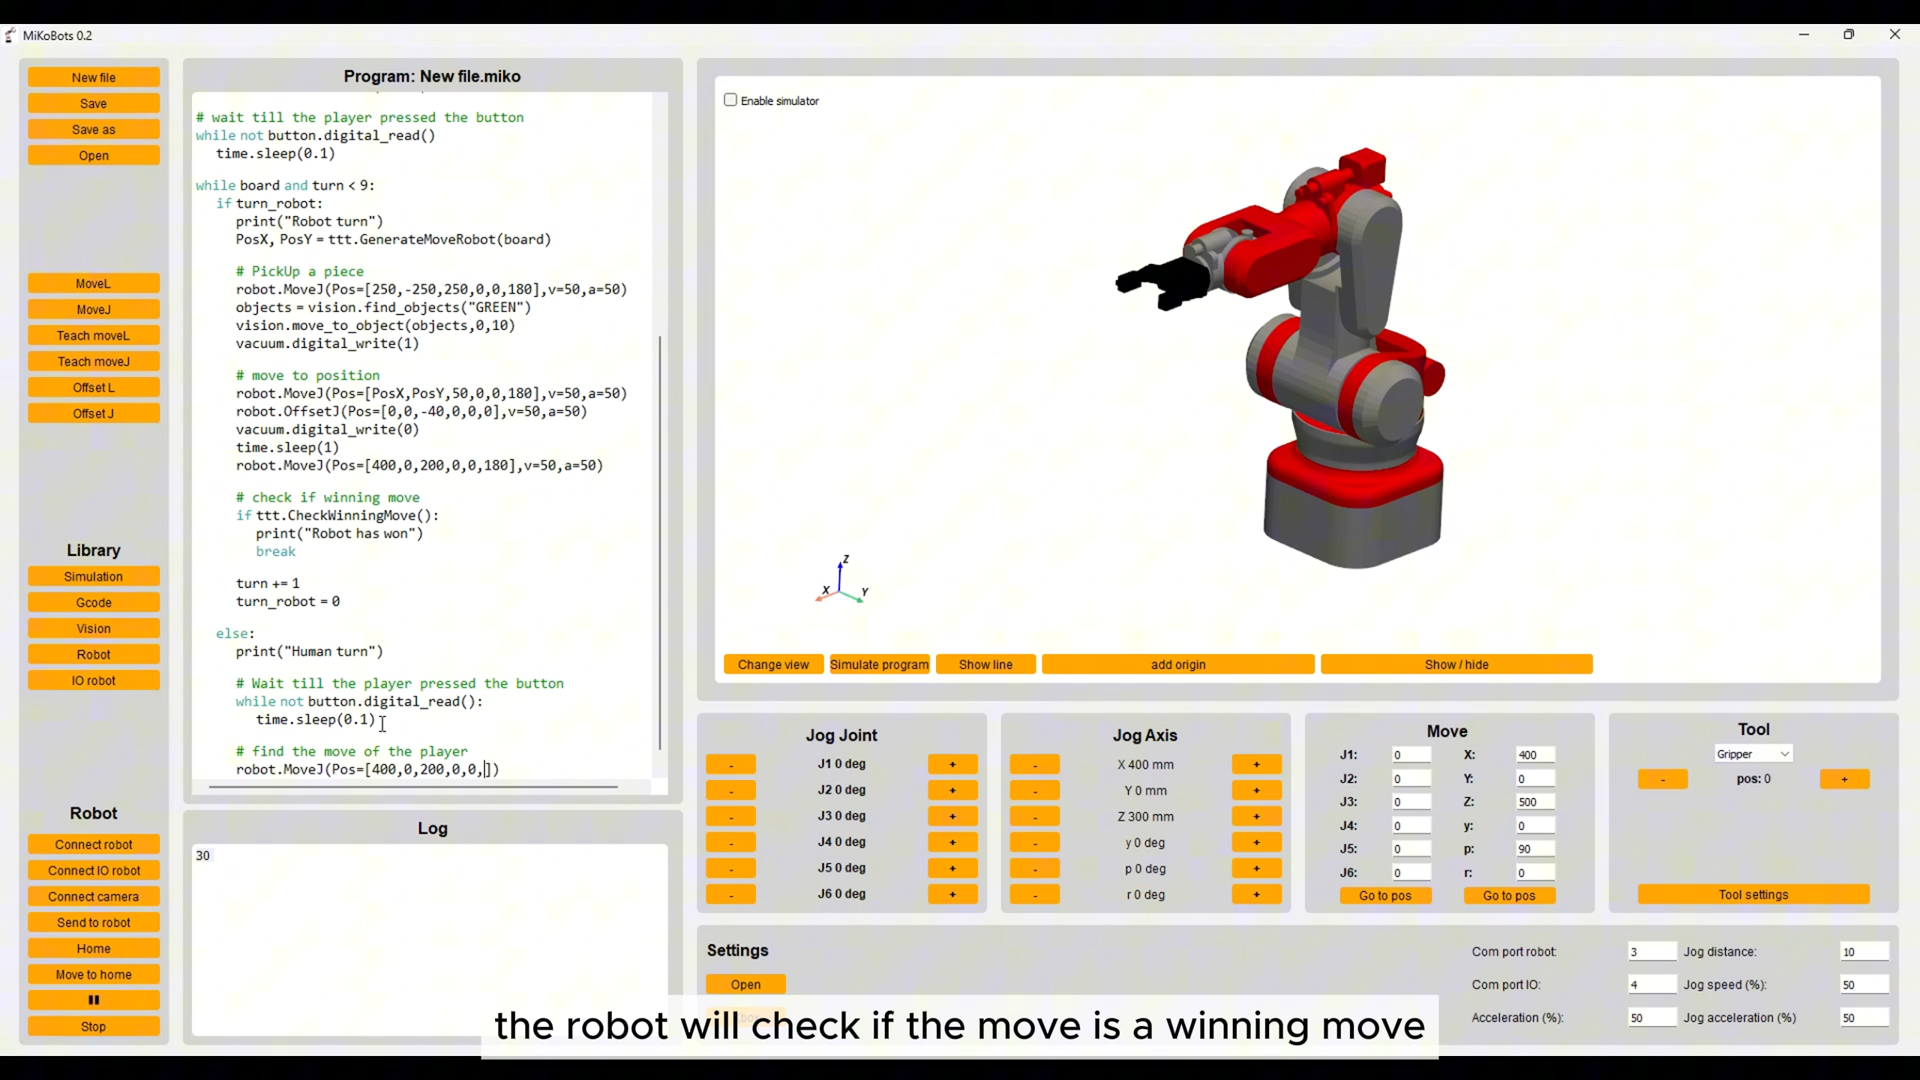 MiKoBots 0.2
New file
Save
Save as
Open
MoveL
MoveJ
Teach moveL
Teach moveJ
Offset L
Offset J
Library
Simulation
Gcode
Vision
Robot
IO robot
Robot
Connect robot
Connect IO robot
Connect camera
Send to robot
Home
Move to home
Stop
Program: New file.miko
# wait till the player pressed the button
while not button.digital_read()
time.sleep(0.1)
while board and turn < 9:
if turn_robot:
print("Robot turn")
PosX, PosY = ttt.GenerateMoveRobot(board)
# PickUp a piece
robot.MoveJ(Pos=[250,-250,250,0,0,180],v=50,a=50)
objects = vision.find_objects("GREEN")
vision.move_to_object(objects,0,10)
vacuum.digital_write(1)
# move to position
robot.MoveJ(Pos=[PosX,PosY,50,0,0,180],v=50,a=50)
robot.OffsetJ(Pos=[0,0,-40,0,0,0],v=50,a=50)
vacuum.digital_write(0)
time.sleep(1)
robot.MoveJ(Pos=[400,0,200,0,0,180],v=50,a=50)
# check if winning move
if ttt.CheckWinningMove():
print("Robot has won")
break
turn += 1
turn_robot = 0
else:
print("Human turn")
# Wait till the player pressed the button
while not button.digital_read():
time.sleep(0.1)
# find the move of the player
robot.MoveJ(Pos=[400,0,200,0,0,])
Log
30
Enable simulator
Z
X Y
Change view Simulate program Show line add origin Show / hide
Jog Joint
- J1 0 deg +
- J2 0 deg +
- J3 0 deg +
- J4 0 deg +
- J5 0 deg +
- J6 0 deg +
Jog Axis
- X 400 mm +
- Y 0 mm +
- Z 300 mm +
- y 0 deg +
- p 0 deg +
- r 0 deg +
Move
J1: 0 X: 400
J2: 0 Y: 0
J3: 0 Z: 500
J4: 0 y: 0
J5: 0 p: 90
J6: 0 r: 0
Go to pos Go to pos
Tool
Gripper
- pos: 0 +
Tool settings
Settings
Open
Com port robot: 3 Jog distance: 10
Com port IO: 4 Jog speed (%): 50
Acceleration (%): 50 Jog acceleration (%) 50
the robot will check if the move is a winning move